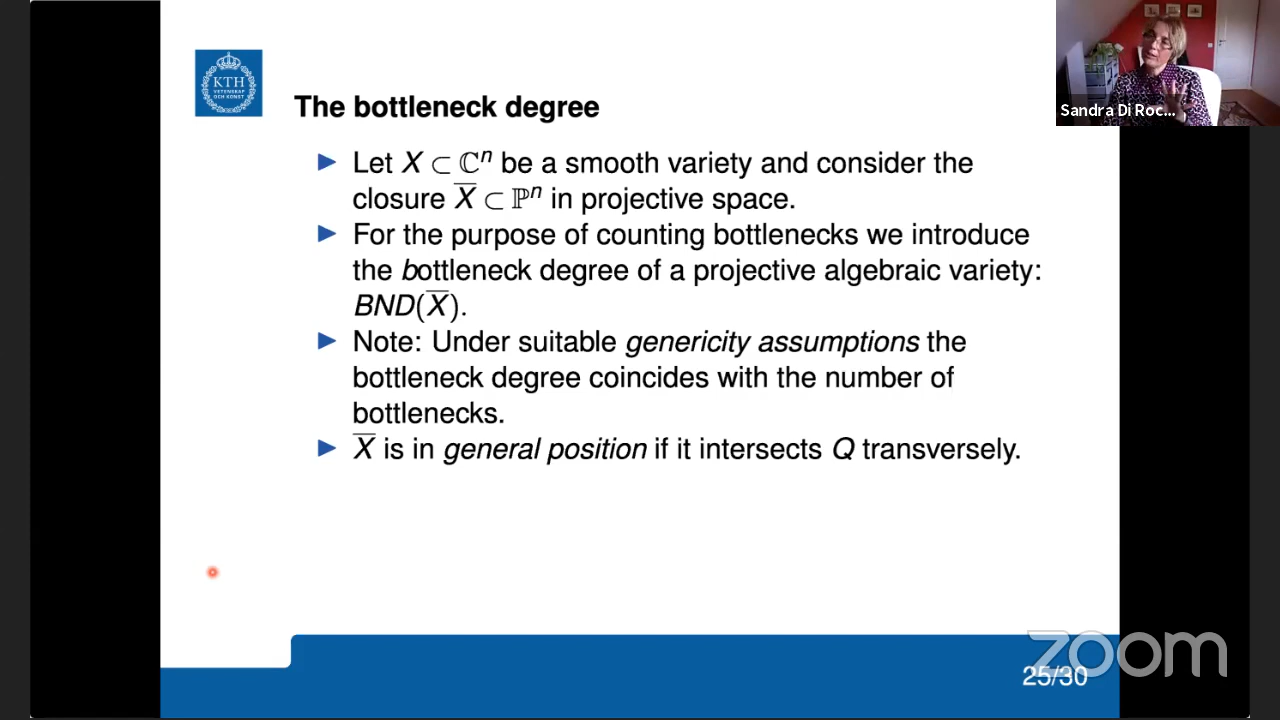 KTH
VETENSKAP
OCH KONST
The bottleneck degree
Let X ⊂ ℂⁿ be a smooth variety and consider the
closure X̅ ⊂ ℙⁿ in projective space.
For the purpose of counting bottlenecks we introduce
the bottleneck degree of a projective algebraic variety:
BND(X̅).
Note: Under suitable genericity assumptions the
bottleneck degree coincides with the number of
bottlenecks.
X̅ is in general position if it intersects Q transversely.
Sandra Di Roc...
zoom
25/30